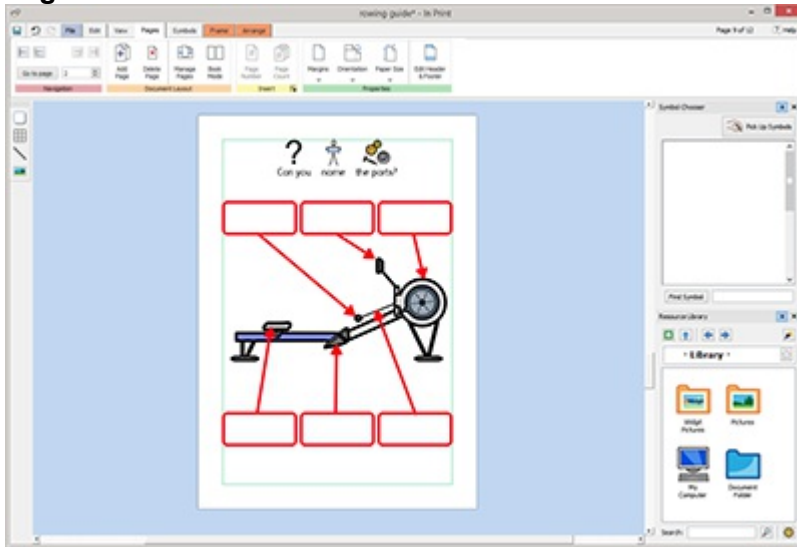 rowing guide* - In Print
File Edit View Pages Symbols Frame Arrange
Page 9 of 12 Help
Go to page 2
Add Page
Delete Page
Manage Pages
Book Mode
Page Number
Page Count
Margins
Orientation
Paper Size
Edit Header & Footer
Navigation
Document Layout
Insert
Properties
Can you name the parts?
Symbol Chooser
Pick Up Symbols
Find Symbol
Resource Library
Library
Widgit Pictures
Pictures
My Computer
Document Folder
Search: